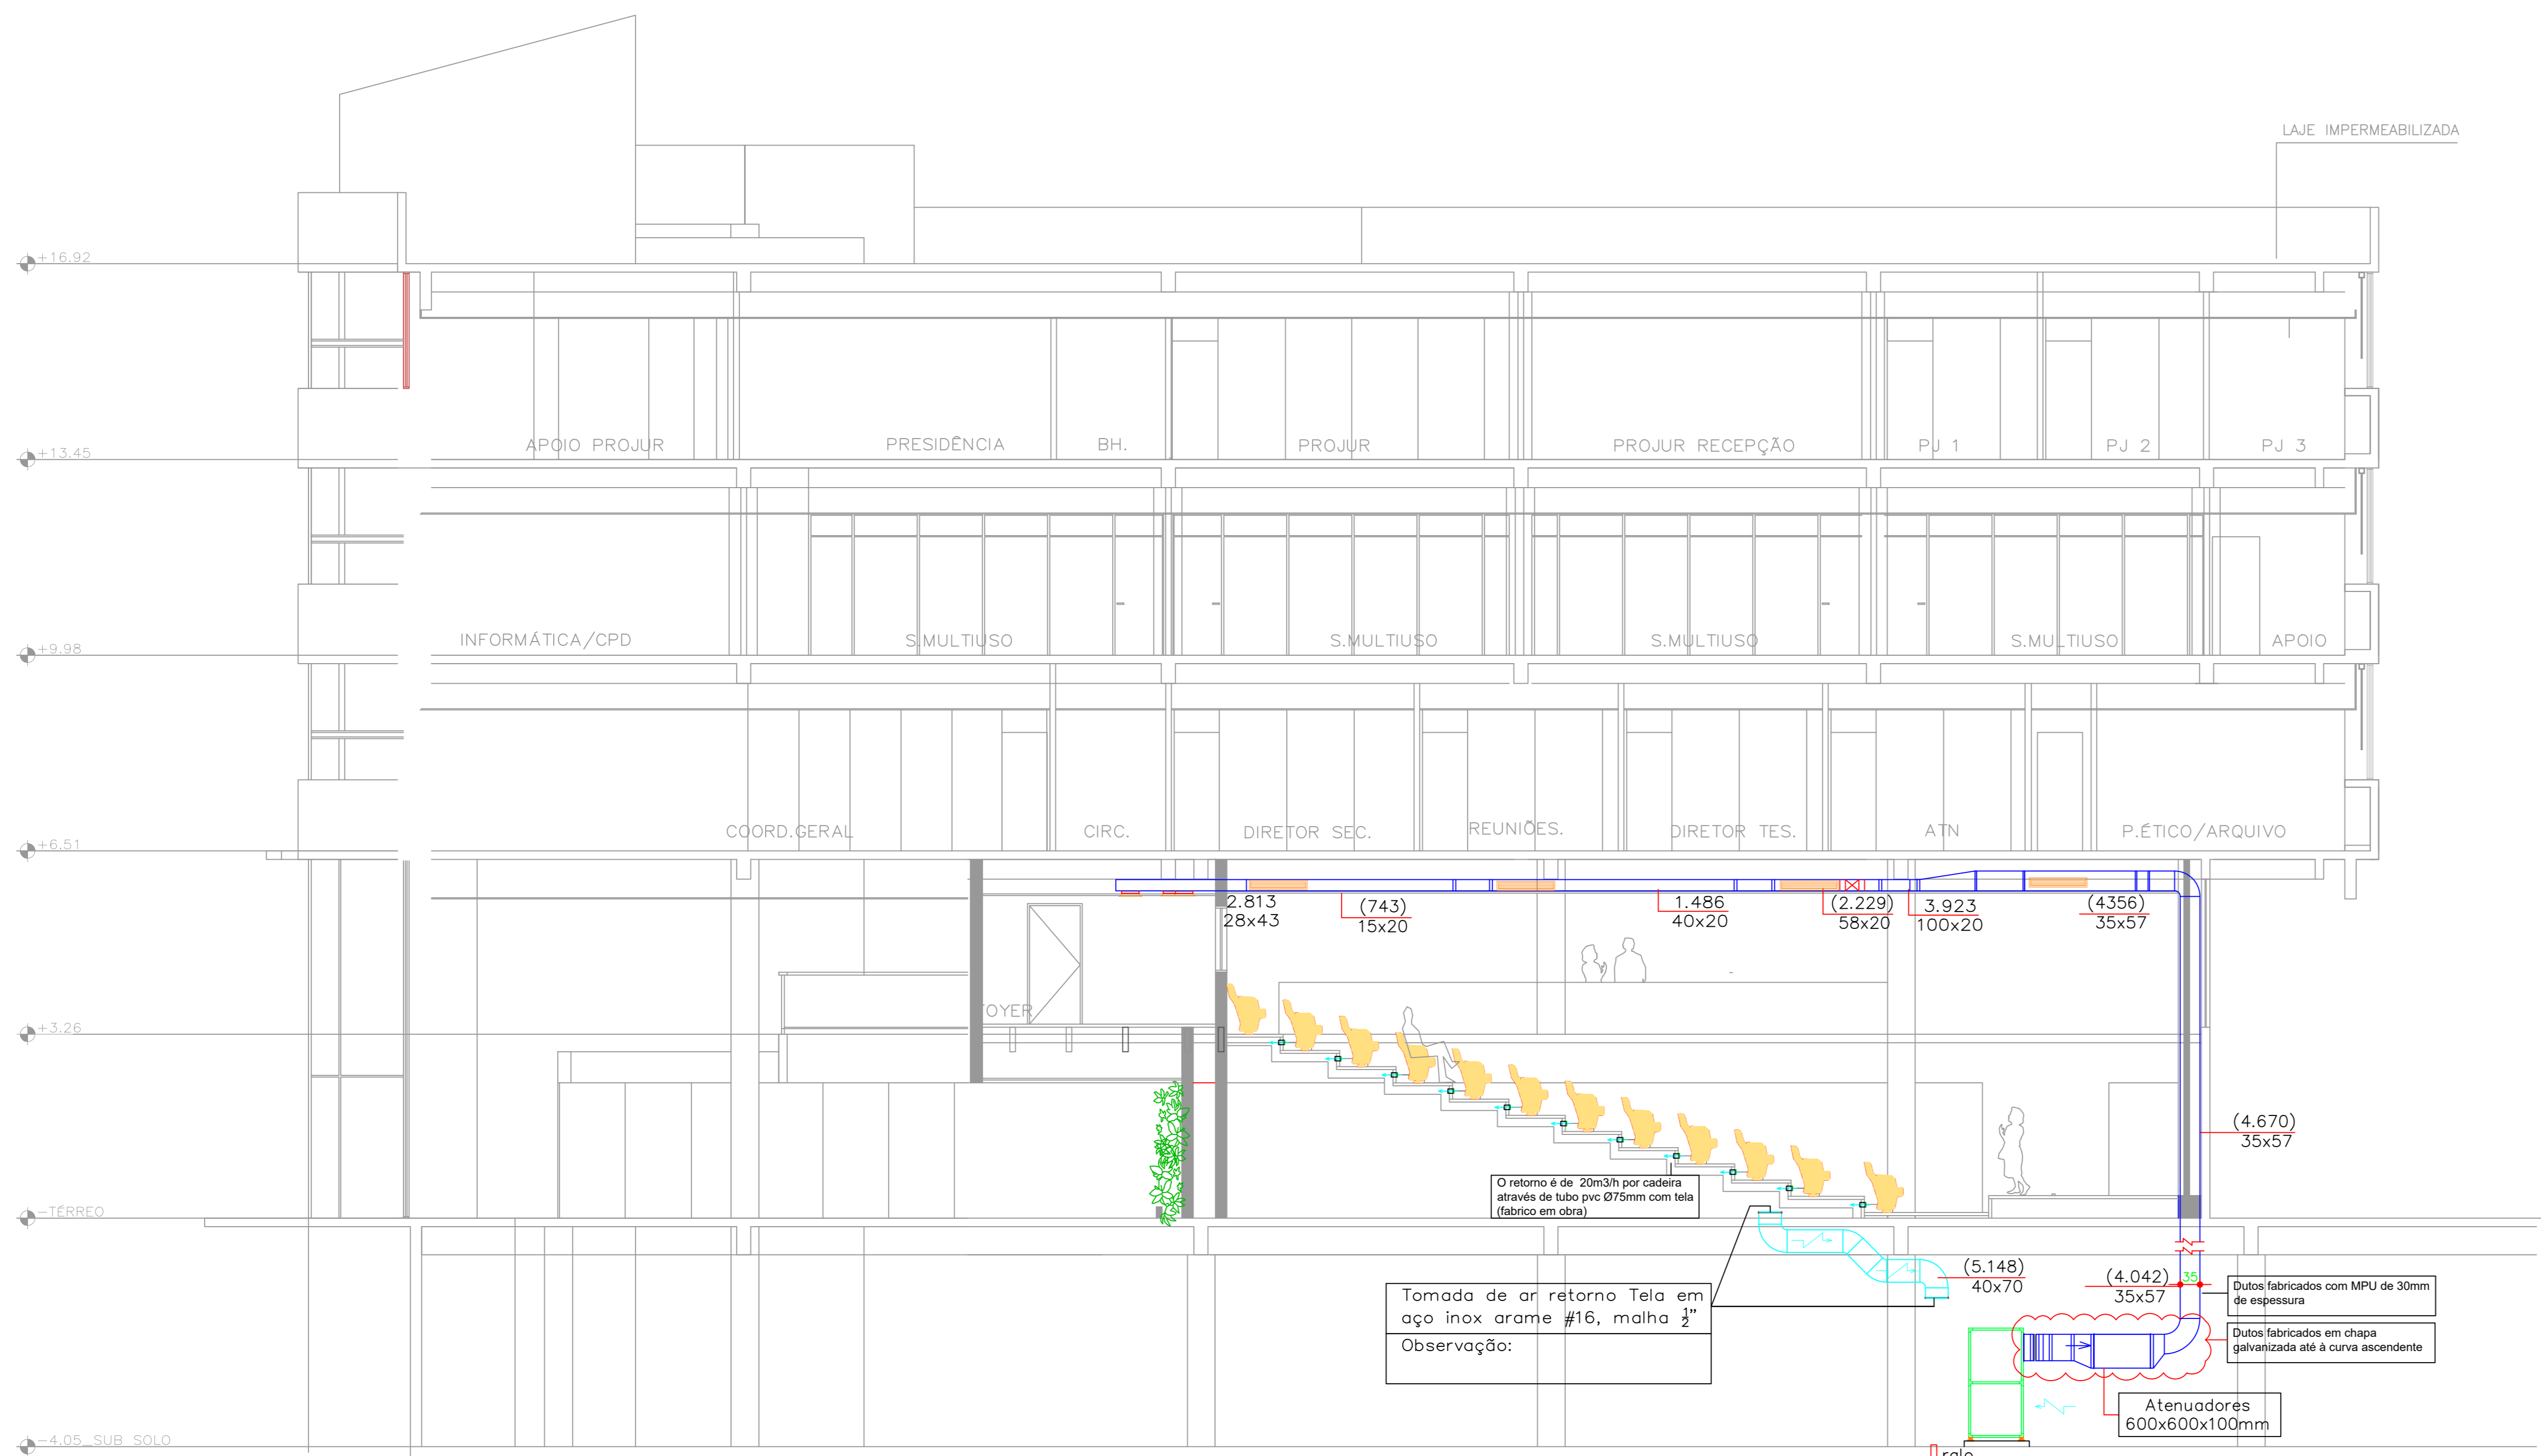 LAJE IMPERMEABILIZADA
+16.92
APOIO PROJUR
PRESIDÊNCIA
BH.
PROJUR
PROJUR RECEPÇÃO
PJ 1
PJ 2
PJ 3
+13.45
INFORMÁTICA/CPD
S.MULTIUSO
S.MULTIUSO
S.MULTIUSO
S.MULTIUSO
APOIO
+9.98
COORD.GERAL
CIRC.
DIRETOR SEC.
REUNIÕES.
DIRETOR TES.
ATN
P.ÉTICO/ARQUIVO
+6.51
2.813
28x43
(743)
15x20
1.486
40x20
(2.229)
58x20
3.923
100x20
(4356)
35x57
OYER
+3.26
(4.670)
35x57
O retorno é de 20m3/h por cadeira
através de tubo pvc Ø75mm com tela
(fabrico em obra)
-TÉRREO
(5.148)
40x70
(4.042)
35x57
35
Dutos fabricados com MPU de 30mm
de espessura
Tomada de ar retorno Tela em
aço inox arame #16, malha ½"
Observação:
Dutos fabricados em chapa
galvanizada até à curva ascendente
Atenuadores
600x600x100mm
-4.05_SUB SOLO
ralo